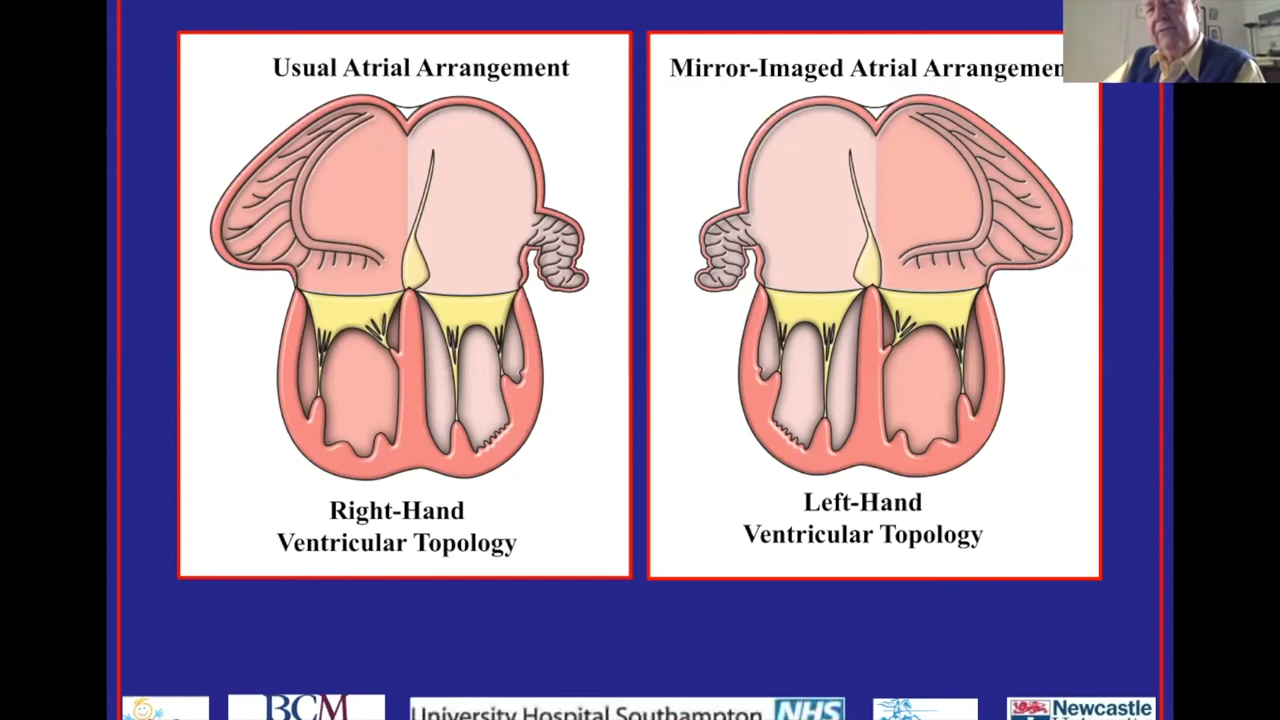 Usual Atrial Arrangement
Mirror-Imaged Atrial Arrangemen
Right-Hand
Ventricular Topology
Left-Hand
Ventricular Topology
BCM
University Hospital Southampton
NHS
Newcastle